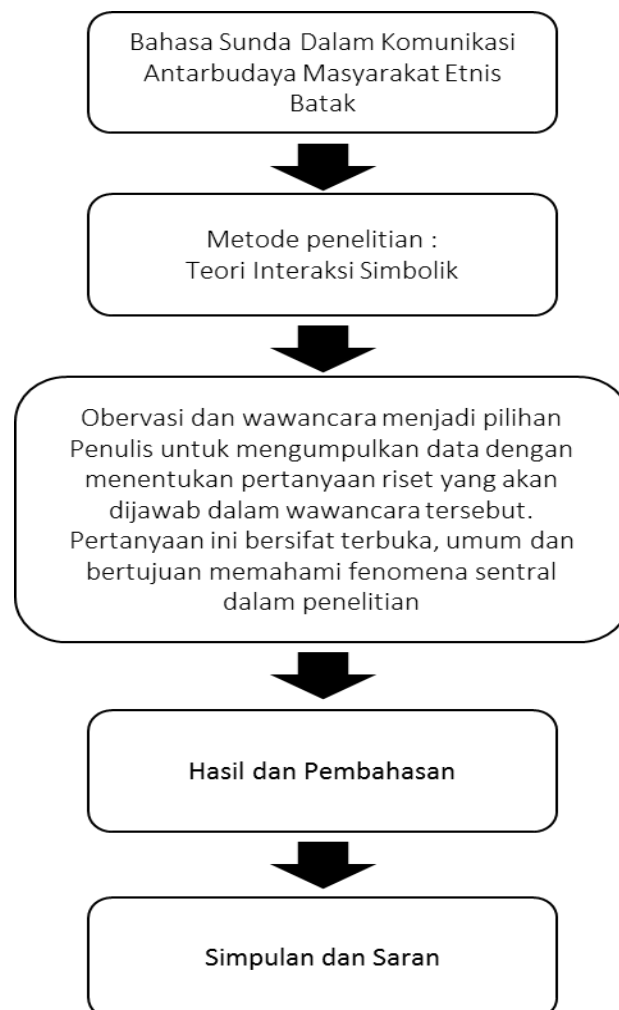 Bahasa Sunda Dalam Komunikasi
Antarbudaya Masyarakat Etnis
Batak
Metode penelitian :
Teori Interaksi Simbolik
Obervasi dan wawancara menjadi pilihan
Penulis untuk mengumpulkan data dengan
menentukan pertanyaan riset yang akan
dijawab dalam wawancara tersebut.
Pertanyaan ini bersifat terbuka, umum dan
bertujuan memahami fenomena sentral
dalam penelitian
Hasil dan Pembahasan
Simpulan dan Saran